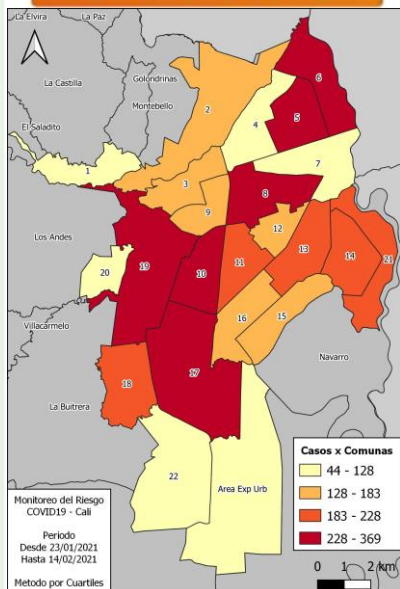 La Elvira
La Paz
La Castilla
Golondrinas
Montebello
El Saladito
Los Andes
Villacarmelo
La Buitrera
Navarro
Area Exp Urb
1
2
3
4
5
6
7
8
9
10
11
12
13
14
15
16
17
18
19
20
21
22
Monitoreo del Riesgo
COVID19 - Cali
Periodo
Desde 23/01/2021
Hasta 14/02/2021
Metodo por Cuartiles
Casos x Comunas
44 - 128
128 - 183
183 - 228
228 - 369
0 1 2 km